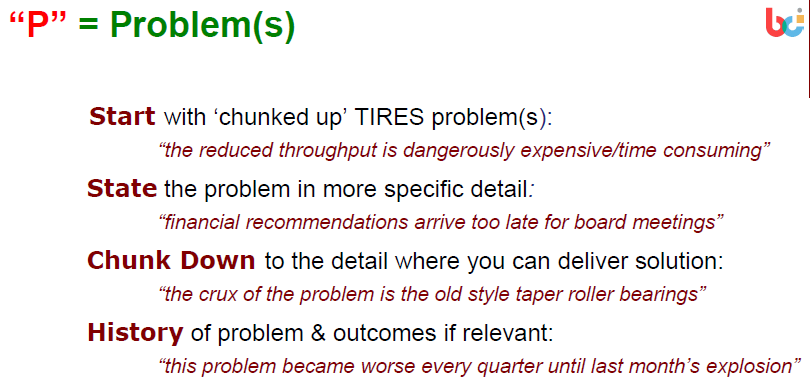 “P” = Problem(s)
bci
Start with ‘chunked up’ TIRES problem(s):
“the reduced throughput is dangerously expensive/time consuming”
State the problem in more specific detail:
“financial recommendations arrive too late for board meetings”
Chunk Down to the detail where you can deliver solution:
“the crux of the problem is the old style taper roller bearings”
History of problem & outcomes if relevant:
“this problem became worse every quarter until last month’s explosion”